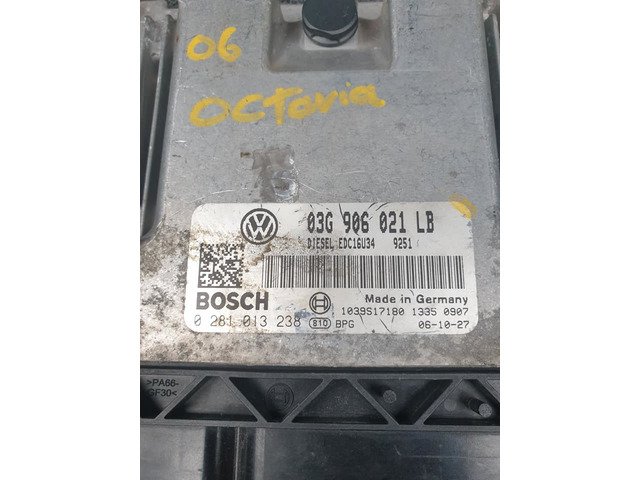 06
OCTavia
03G 906 021 LB
DIESEL EDC16U34 9251
BOSCH
Made in Germany
1039S17180 1335 0907
0 281 013 238
810 BPG
06-10-27
>PA66-
GF30<